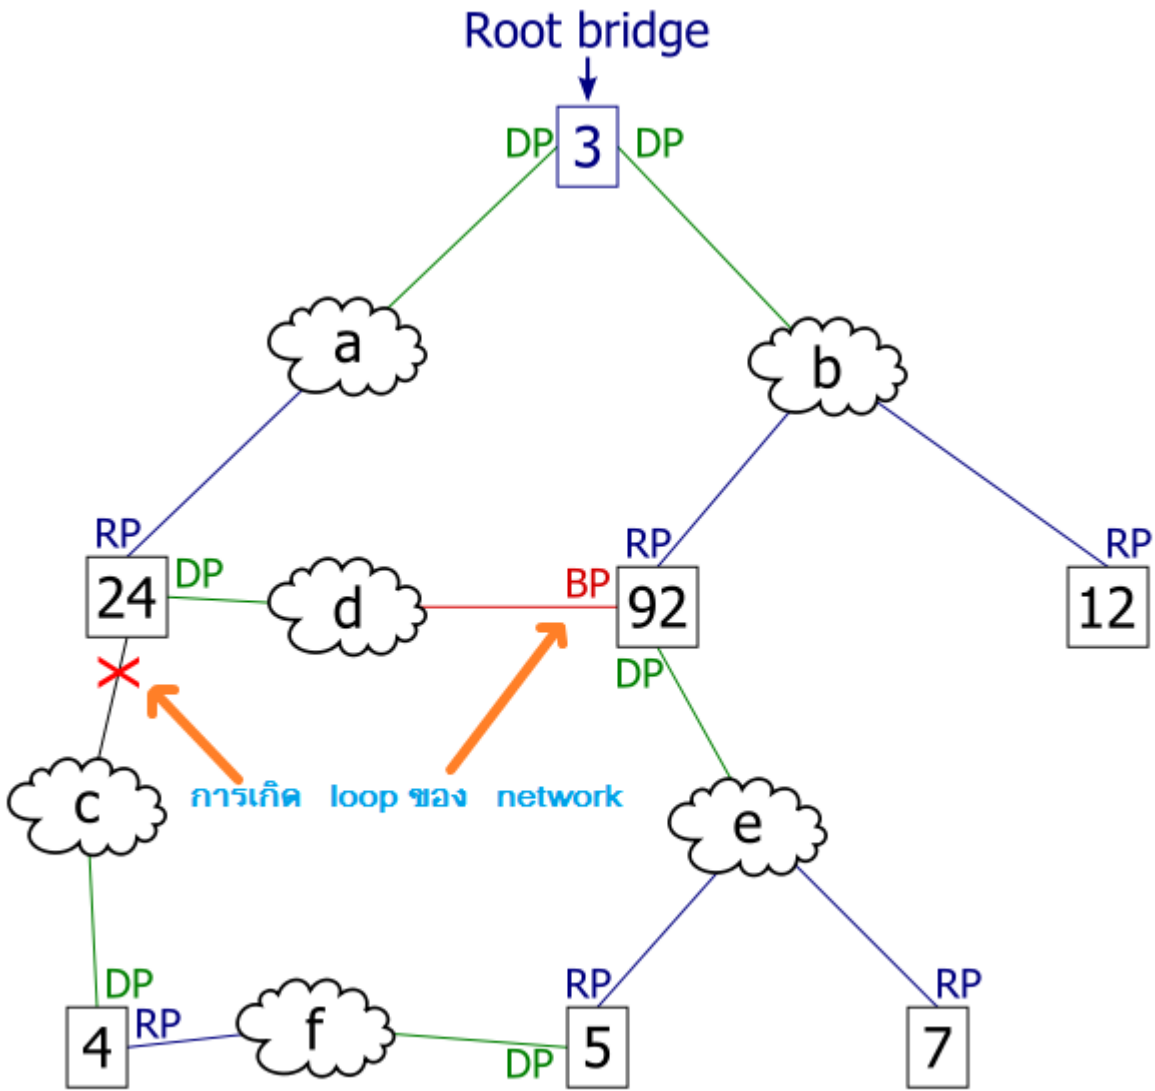 Root bridge
DP 3 DP
a
b
RP
RP
RP
24
DP
d
BP
92
12
DP
การเกิด loop ของ network
c
e
DP
RP
RP
4
RP
f
DP
5
7